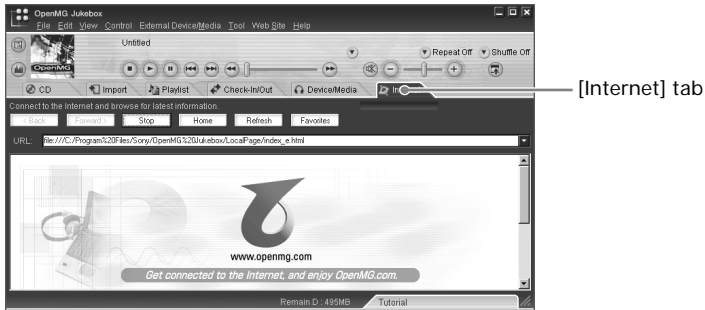 OpenMG Jukebox
File Edit View Control External Device/Media Tool Web Site Help
Untitled
Repeat Off Shuffle Off
OpenMG
CD Import Playlist Check-In/Out Device/Media In
[Internet] tab
Connect to the Internet and browse for latest information.
< Back Forward > Stop Home Refresh Favorites
URL: file:///C:/Program%20Files/Sony/OpenMG%20Jukebox/LocalPage/index_e.html
www.openmg.com
Get connected to the Internet, and enjoy OpenMG.com.
Remain D : 495MB Tutorial